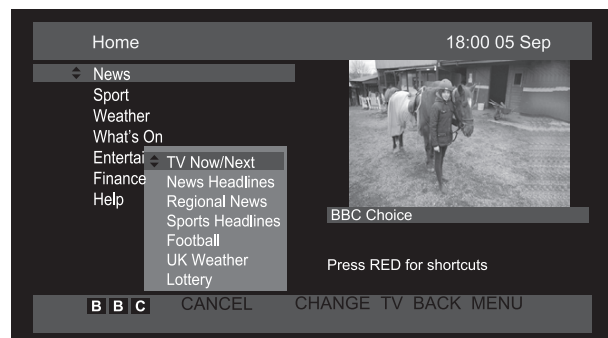 Home 18:00 05 Sep
News
Sport
Weather
What's On
Entertai
Finance
Help
TV Now/Next
News Headlines
Regional News
Sports Headlines
Football
UK Weather
Lottery
BBC Choice
Press RED for shortcuts
BBC CANCEL CHANGE TV BACK MENU